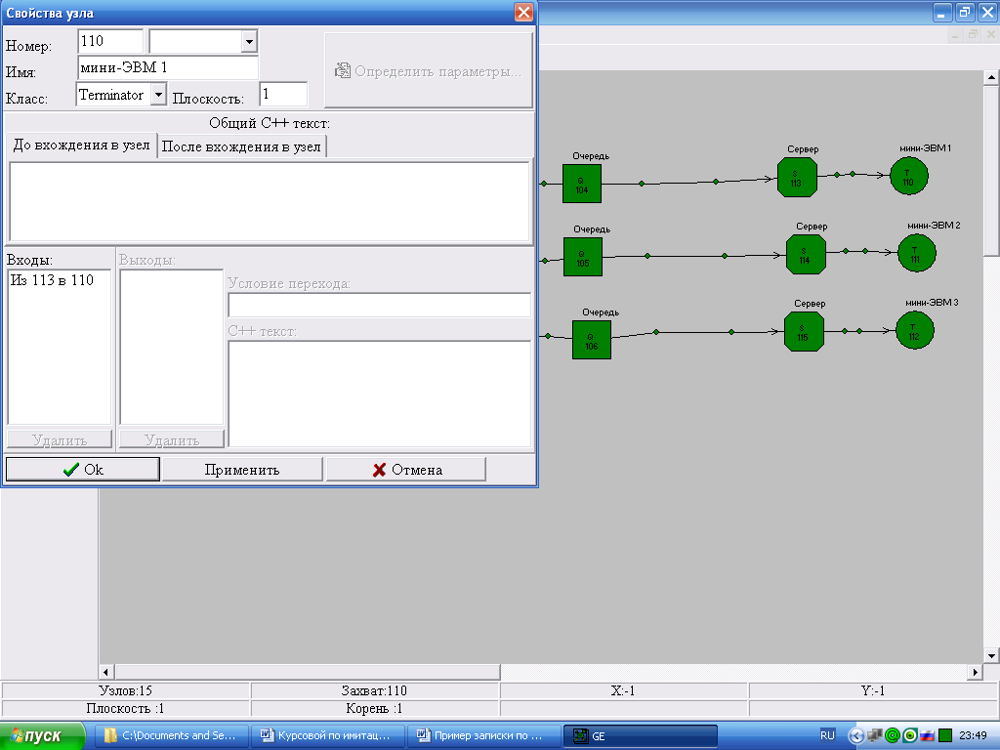 Свойства узла
Номер:
110
Имя:
мини-ЭВМ 1
Класс:
Terminator
Плоскость:
1
Определить параметры...
Общий С++ текст:
До вхождения в узел
После вхождения в узел
Входы:
Выходы:
Из 113 в 110
Условие перехода:
С++ текст:
Удалить
Удалить
Ok
Применить
Отмена
Очередь
Q
104
Сервер
S
113
мини-ЭВМ 1
T
110
Очередь
Q
105
Сервер
S
114
мини-ЭВМ 2
T
111
Очередь
Q
106
Сервер
S
115
мини-ЭВМ 3
T
112
Узлов:15
Захват:110
X:-1
Y:-1
Плоскость :1
Корень :1
пуск
C:\Documents and Se...
Курсовой по имитац...
Пример записки по ...
GE
RU
23:49